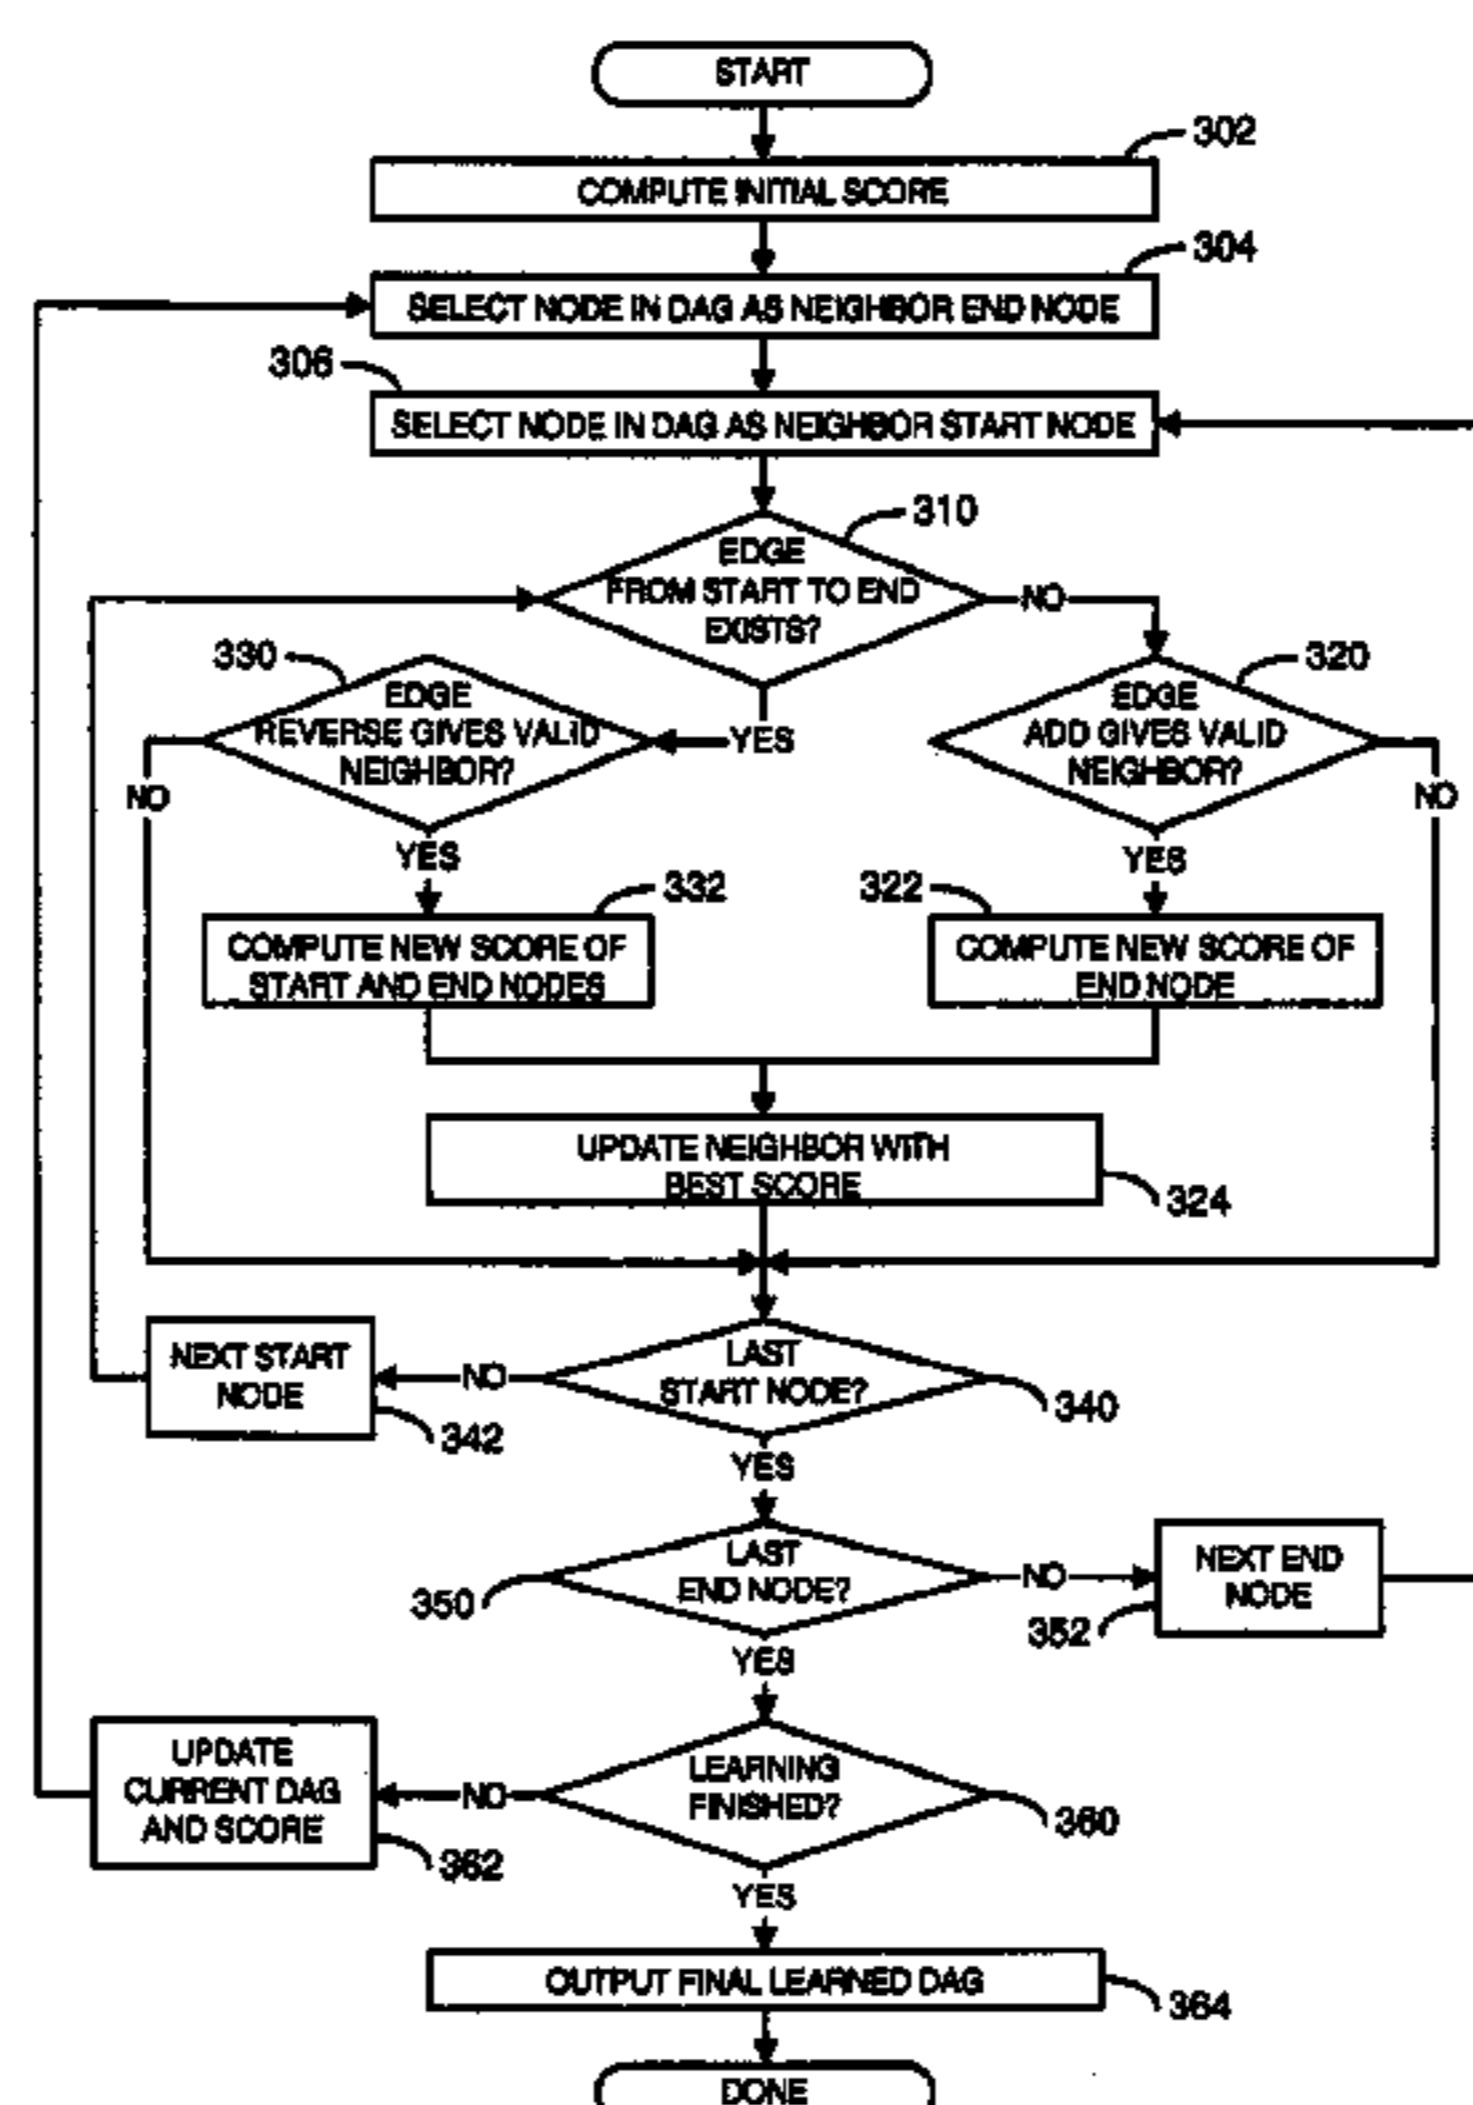 START
302
COMPUTE INITIAL SCORE
304
SELECT NODE IN DAG AS NEIGHBOR END NODE
306
SELECT NODE IN DAG AS NEIGHBOR START NODE
310
EDGE
FROM START TO END
EXISTS?
NO
YES
330
EDGE
REVERSE GIVES VALID
NEIGHBOR?
NO
YES
320
EDGE
ADD GIVES VALID
NEIGHBOR?
NO
YES
332
COMPUTE NEW SCORE OF
START AND END NODES
322
COMPUTE NEW SCORE OF
END NODE
UPDATE NEIGHBOR WITH
BEST SCORE
324
NEXT START
NODE
342
NO
LAST
START NODE?
340
YES
LAST
END NODE?
350
NO
NEXT END
NODE
352
YES
UPDATE
CURRENT DAG
AND SCORE
362
NO
LEARNING
FINISHED?
360
YES
OUTPUT FINAL LEARNED DAG
364
DONE